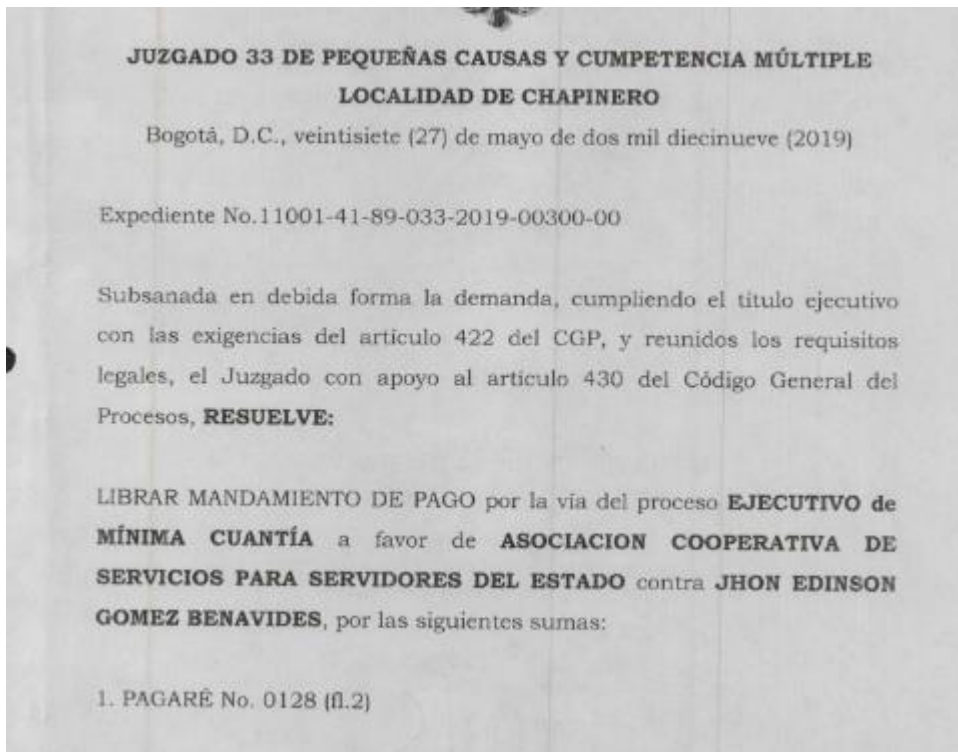 JUZGADO 33 DE PEQUEÑAS CAUSAS Y CUMPETENCIA MÚLTIPLE
LOCALIDAD DE CHAPINERO
Bogotá, D.C., veintisiete (27) de mayo de dos mil diecinueve (2019)
Expediente No.11001-41-89-033-2019-00300-00
Subsanada en debida forma la demanda, cumpliendo el titulo ejecutivo
con las exigencias del artículo 422 del CGP, y reunidos los requisitos
legales, el Juzgado con apoyo al artículo 430 del Código General del
Procesos, RESUELVE:
LIBRAR MANDAMIENTO DE PAGO por la vía del proceso EJECUTIVO de
MÍNIMA CUANTÍA a favor de ASOCIACION COOPERATIVA DE
SERVICIOS PARA SERVIDORES DEL ESTADO contra JHON EDINSON
GOMEZ BENAVIDES, por las siguientes sumas:
1. PAGARÉ No. 0128 (fl.2)